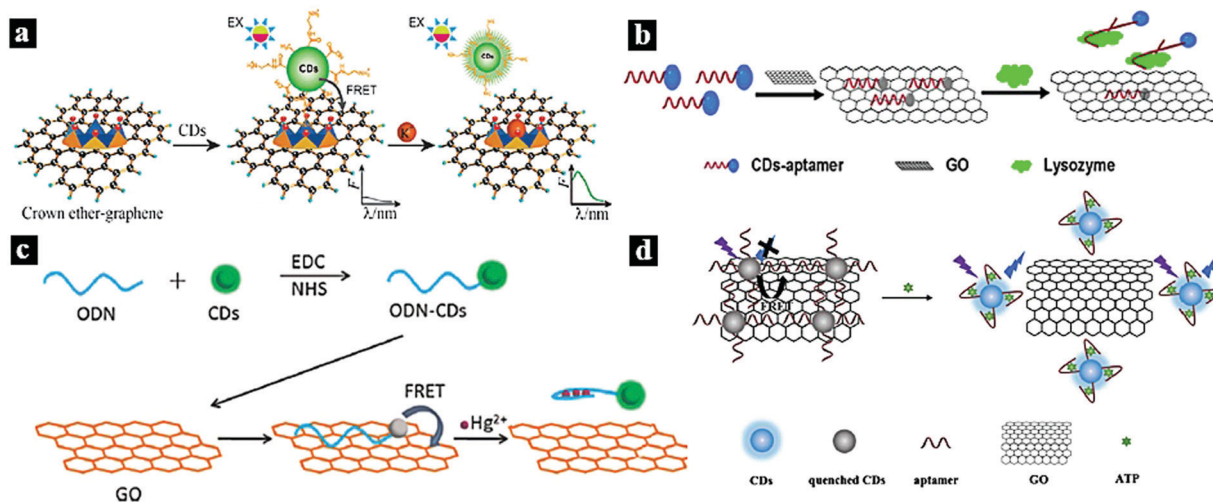 a
EX
CDs
FRET
CDs
K
F
λ/nm
Crown ether-graphene
EX
CDs
F
λ/nm
b
CDs-aptamer
GO
Lysozyme
c
ODN
+
CDs
EDC
NHS
ODN-CDs
GO
FRET
Hg²⁺
d
FRET
CDs
quenched CDs
aptamer
GO
ATP